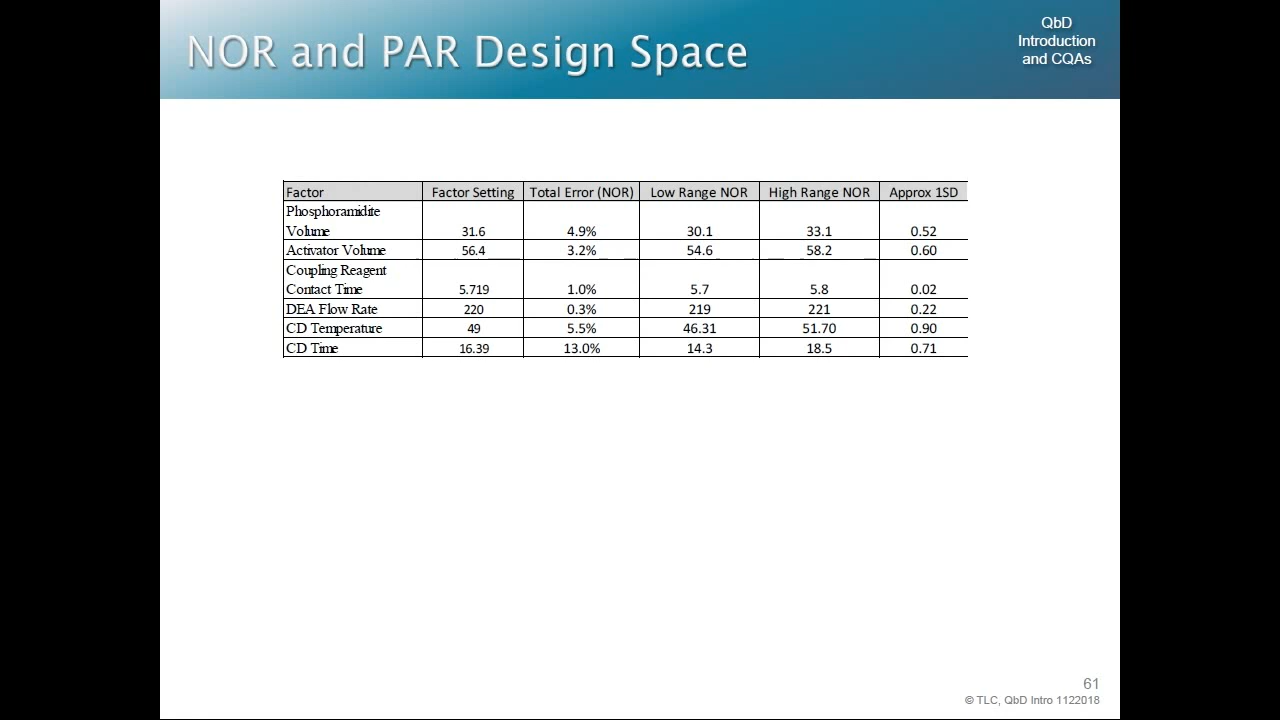 NOR and PAR Design Space
QbD
Introduction
and CQAs
Factor Factor Setting Total Error (NOR) Low Range NOR High Range NOR Approx 1SD
Phosphoramidite
Volume 31.6 4.9% 30.1 33.1 0.52
Activator Volume 56.4 3.2% 54.6 58.2 0.60
Coupling Reagent
Contact Time 5.719 1.0% 5.7 5.8 0.02
DEA Flow Rate 220 0.3% 219 221 0.22
CD Temperature 49 5.5% 46.31 51.70 0.90
CD Time 16.39 13.0% 14.3 18.5 0.71
61
© TLC, QbD Intro 1122018